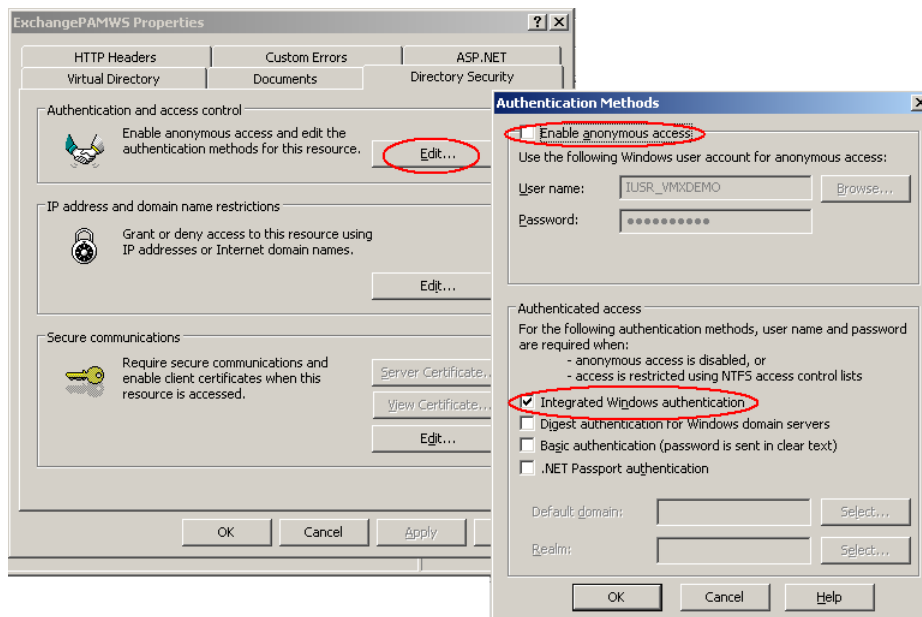 ExchangePAMWS Properties
HTTP Headers
Custom Errors
ASP.NET
Virtual Directory
Documents
Directory Security
Authentication and access control
Enable anonymous access and edit the
authentication methods for this resource.
Edit...
IP address and domain name restrictions
Grant or deny access to this resource using
IP addresses or Internet domain names.
Edit...
Secure communications
Require secure communications and
enable client certificates when this
resource is accessed.
Server Certificate..
View Certificate...
Edit...
OK
Cancel
Apply
Authentication Methods
Enable anonymous access
Use the following Windows user account for anonymous access:
User name:
IUSR_VMXDEMO
Browse...
Password:
Authenticated access
For the following authentication methods, user name and password
are required when:
- anonymous access is disabled, or
- access is restricted using NTFS access control lists
Integrated Windows authentication
Digest authentication for Windows domain servers
Basic authentication (password is sent in clear text)
.NET Passport authentication
Default domain:
Select...
Realm:
Select...
OK
Cancel
Help